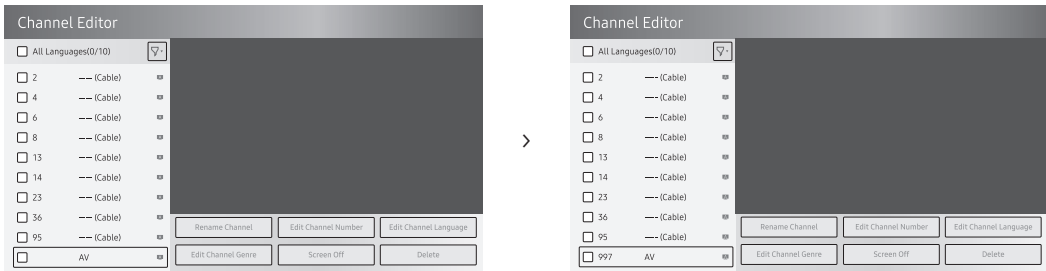 Channel Editor
All Languages(0/10)
2 −− (Cable)
4 −− (Cable)
6 −− (Cable)
8 −− (Cable)
13 −− (Cable)
14 −− (Cable)
23 −− (Cable)
36 −− (Cable)
95 −− (Cable)
AV
Rename Channel Edit Channel Number Edit Channel Language
Edit Channel Genre Screen Off Delete
>
Channel Editor
All Languages(0/10)
2 −− (Cable)
4 −− (Cable)
6 −− (Cable)
8 −− (Cable)
13 −− (Cable)
14 −− (Cable)
23 −− (Cable)
36 −− (Cable)
95 −− (Cable)
997 AV
Rename Channel Edit Channel Number Edit Channel Language
Edit Channel Genre Screen Off Delete